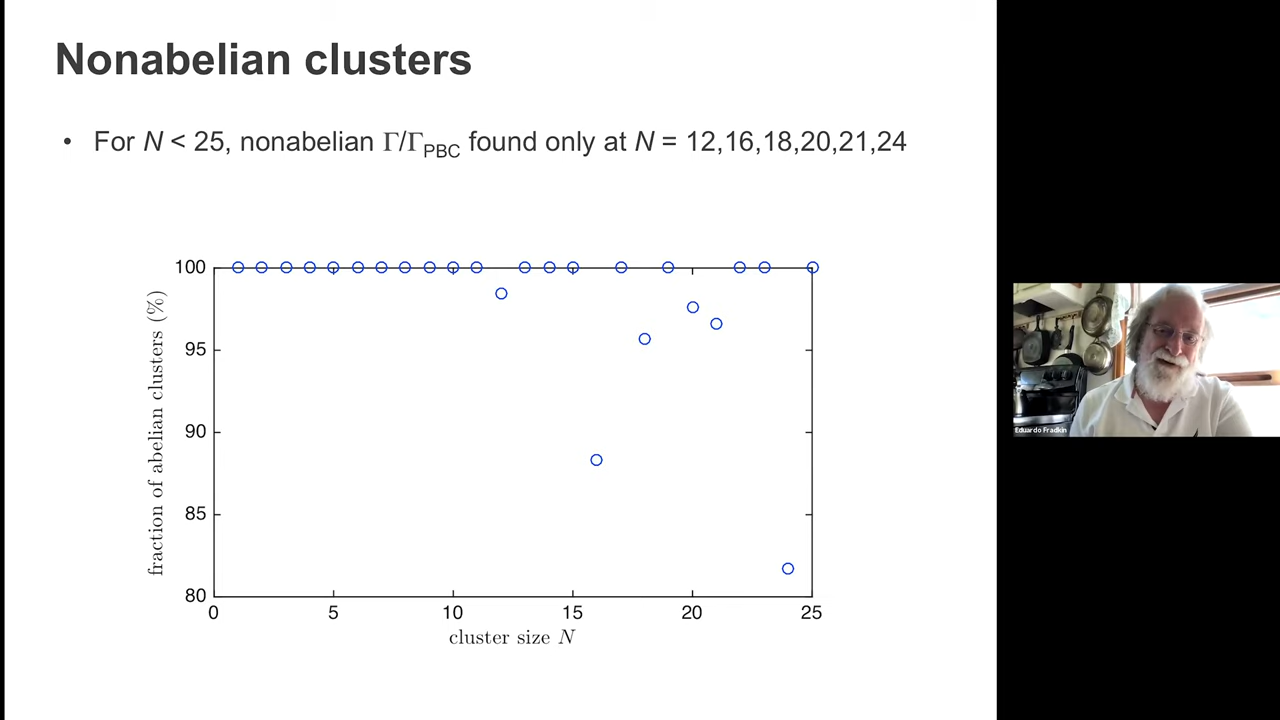 Nonabelian clusters
• For N < 25, nonabelian Γ/Γ_PBC found only at N = 12,16,18,20,21,24
fraction of abelian clusters (%)
100
95
90
85
80
0 5 10 15 20 25
cluster size N
Eduardo Fradkin